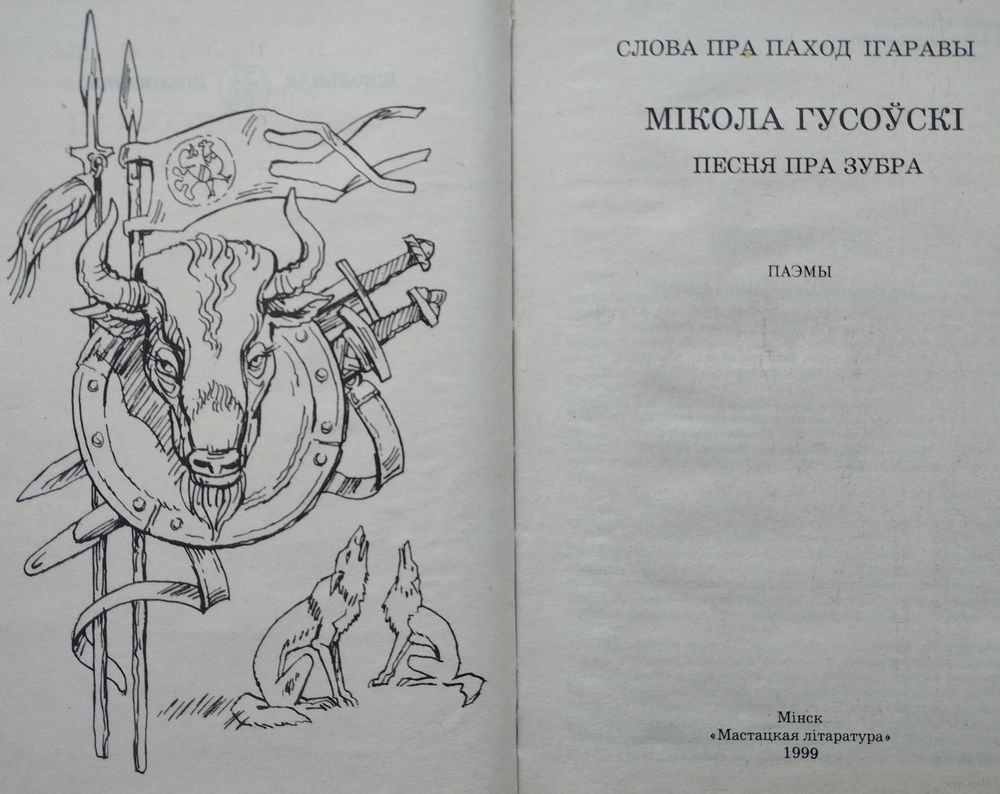 СЛОВА ПРА ПАХОД ІГАРАВЫ
МІКОЛА ГУСОЎСКІ
ПЕСНЯ ПРА ЗУБРА
ПАЭМЫ
Мінск
«Мастацкая літаратура»
1999